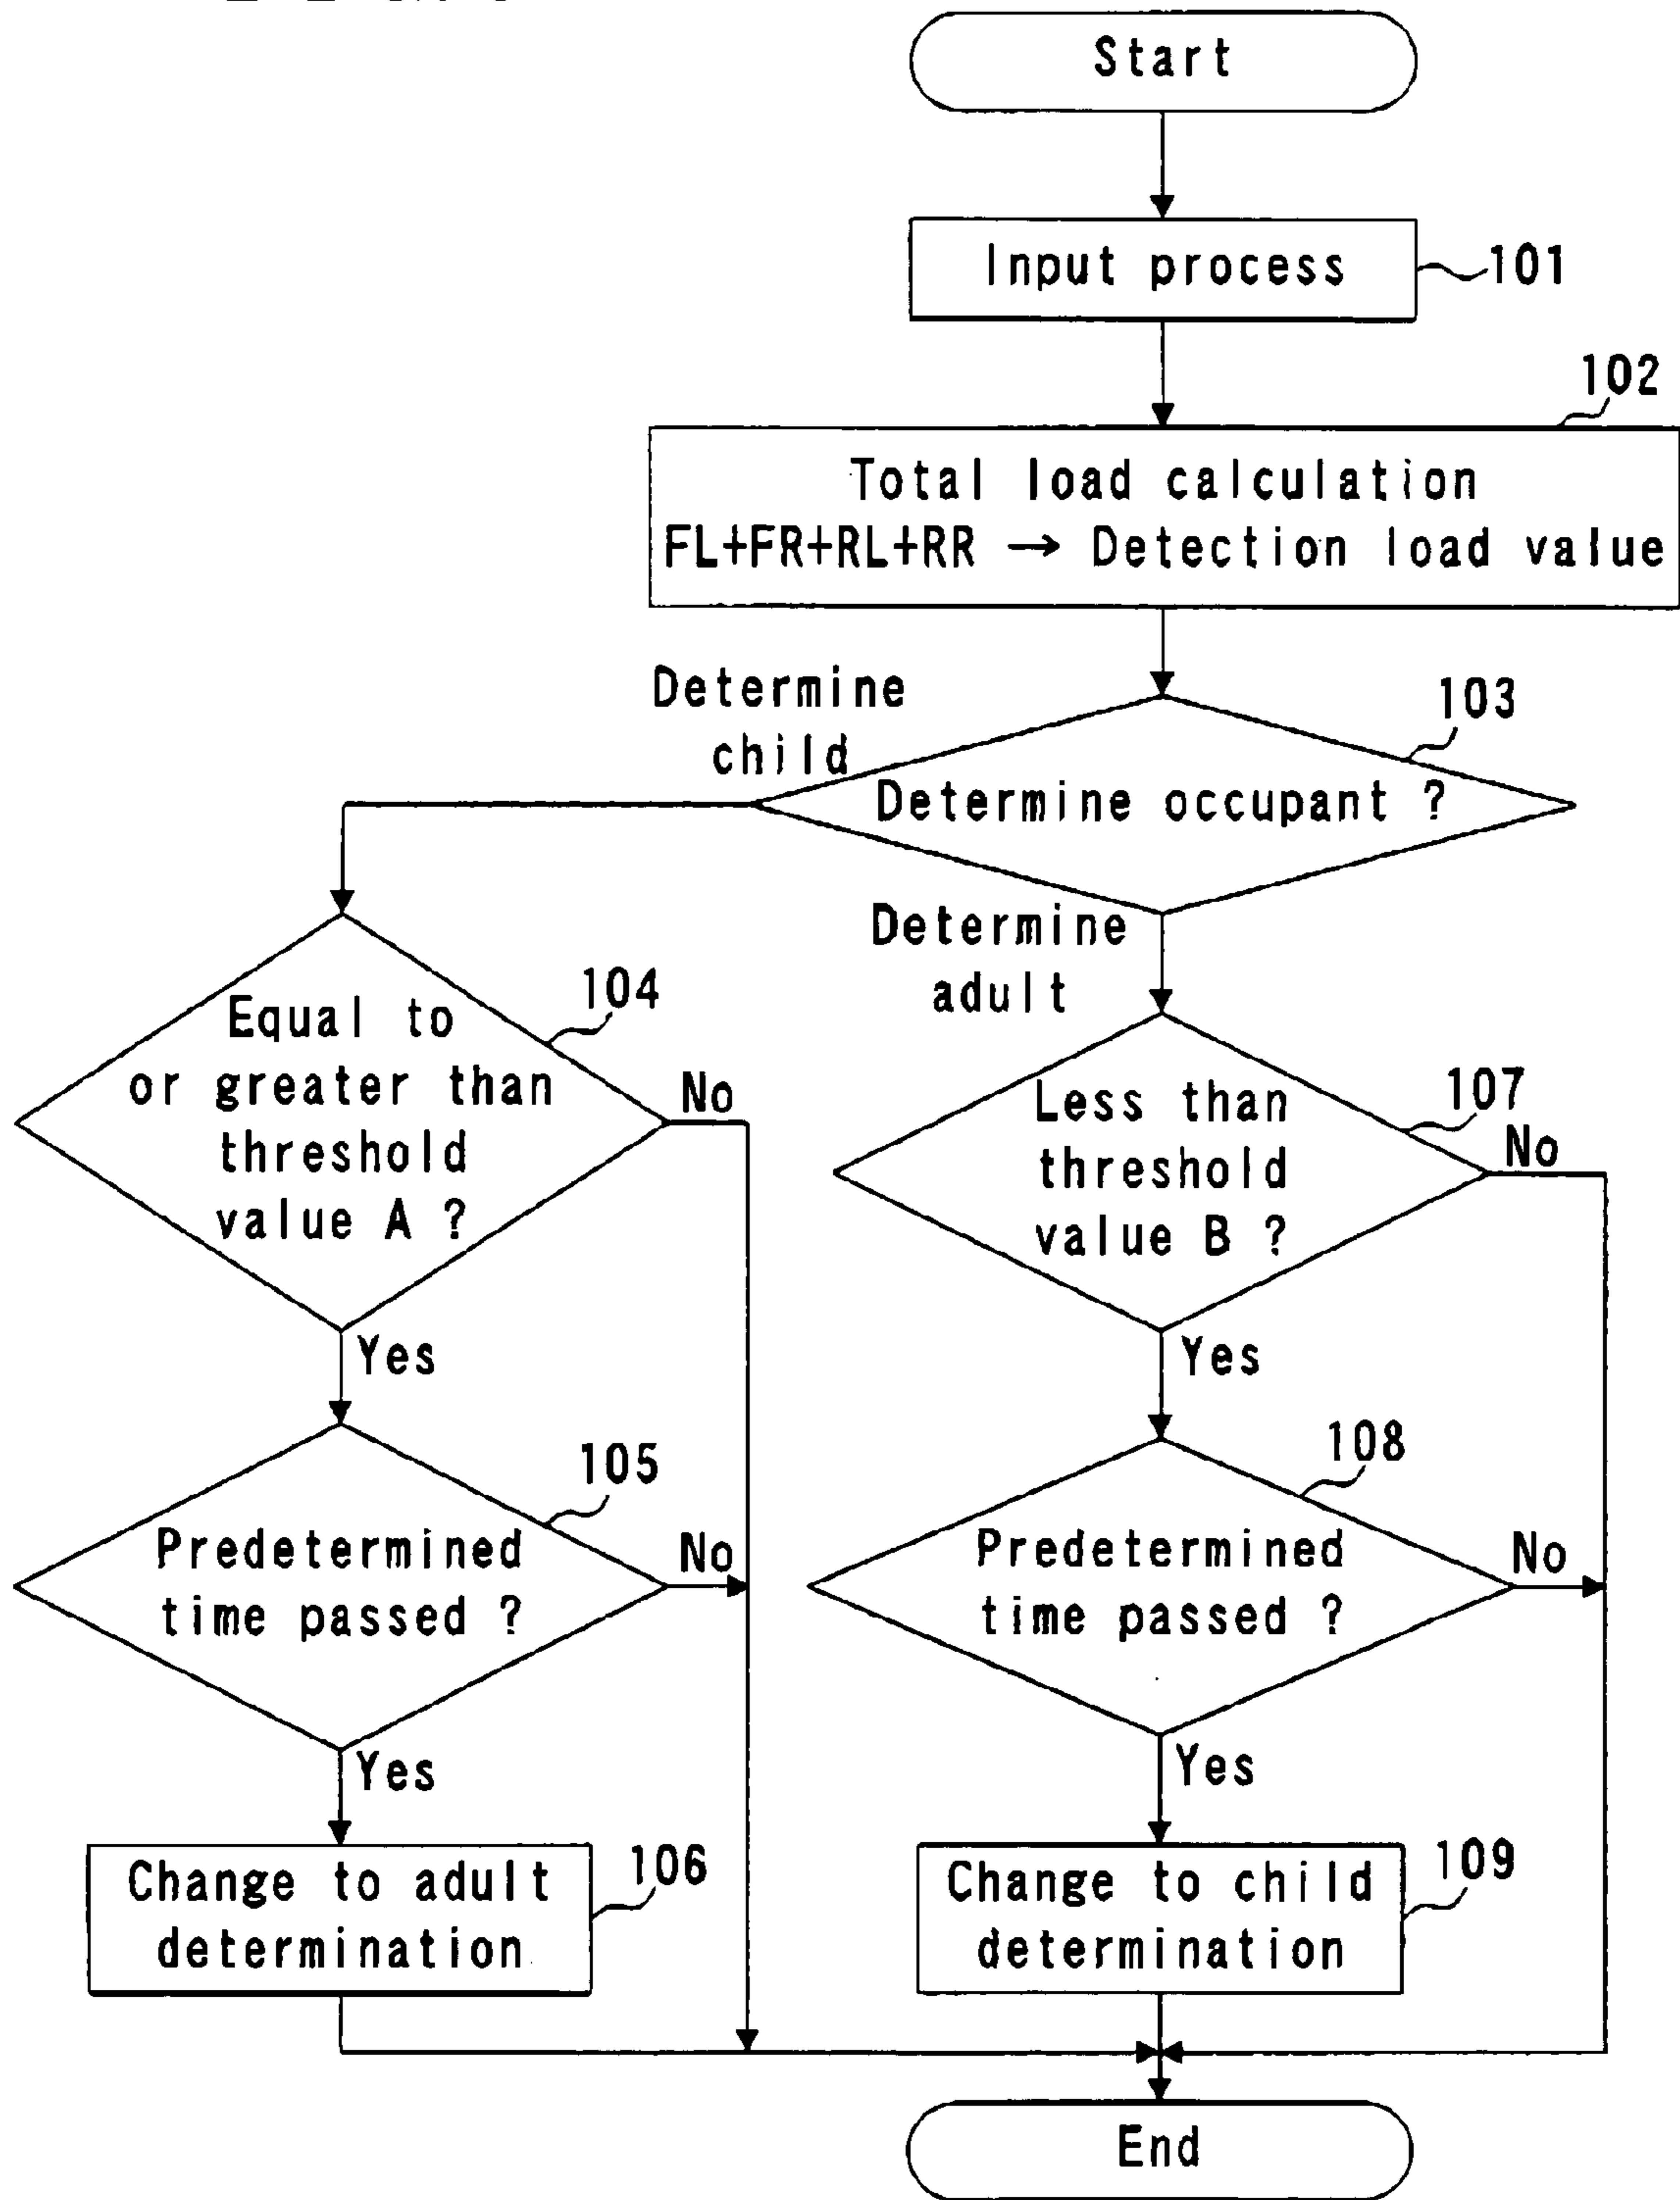 Start
Input process
101
102
Total load calculation
FL+FR+RL+RR → Detection load value
Determine
child
103
Determine occupant ?
Determine
adult
104
Equal to
or greater than
threshold
value A ?
No
Yes
107
Less than
threshold
value B ?
No
Yes
105
Predetermined
time passed ?
No
Yes
108
Predetermined
time passed ?
No
Yes
106
Change to adult
determination
109
Change to child
determination
End